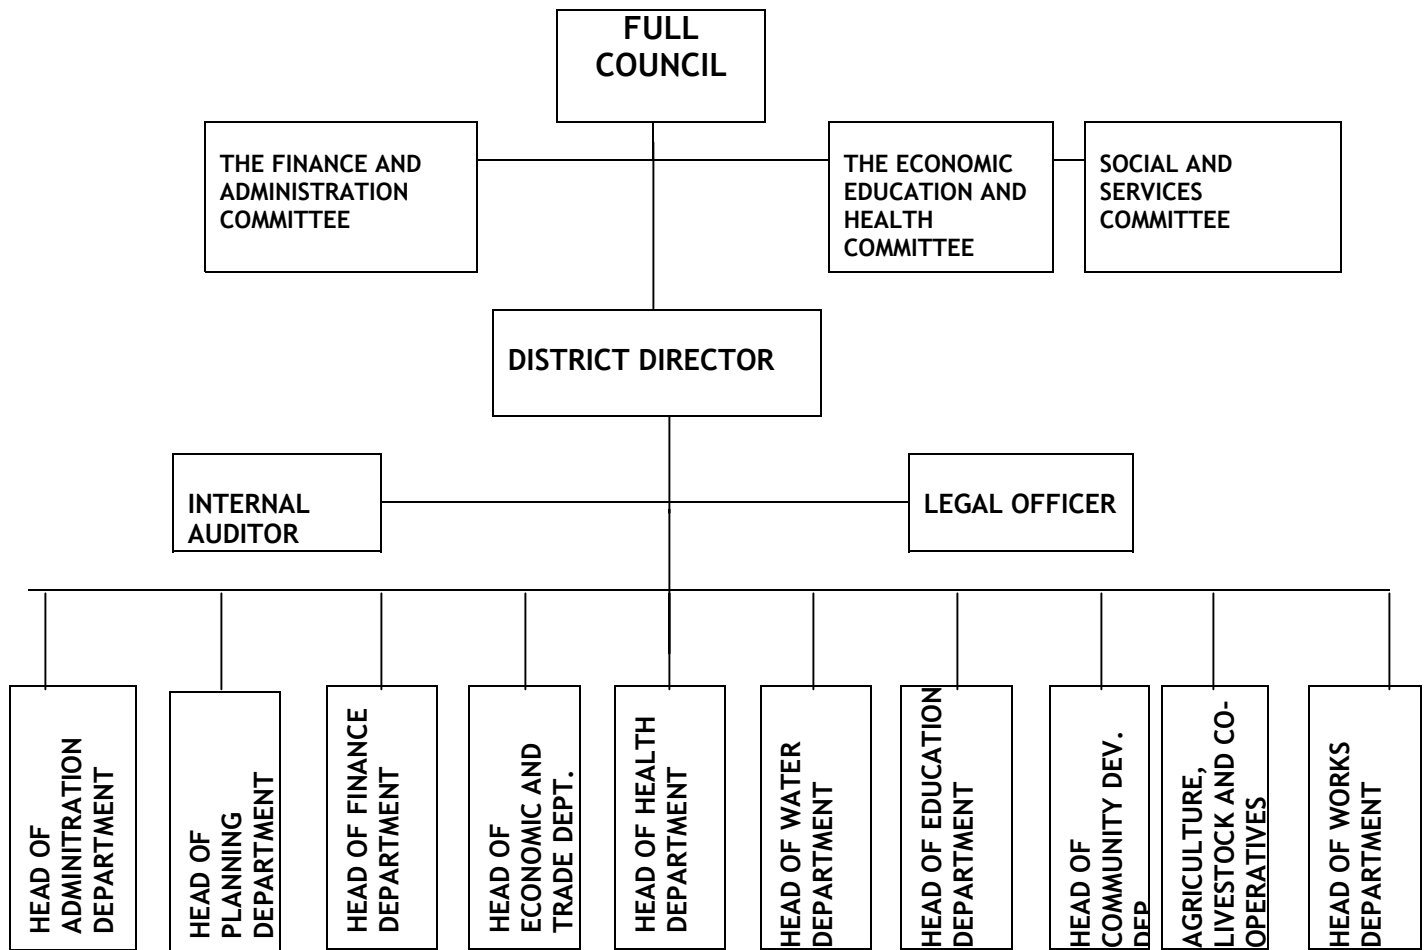 FULL
COUNCIL
THE FINANCE AND
ADMINISTRATION
COMMITTEE
THE ECONOMIC
EDUCATION AND
HEALTH
COMMITTEE
SOCIAL AND
SERVICES
COMMITTEE
DISTRICT DIRECTOR
INTERNAL
AUDITOR
LEGAL OFFICER
HEAD OF
ADMINITRATION
DEPARTMENT
HEAD OF
PLANNING
DEPARTMENT
HEAD OF FINANCE
DEPARTMENT
HEAD OF
ECONOMIC AND
TRADE DEPT.
HEAD OF HEALTH
DEPARTMENT
HEAD OF WATER
DEPARTMENT
HEAD OF EDUCATION
DEPARTMENT
HEAD OF
COMMUNITY DEV.
DEP
AGRICULTURE,
LIVESTOCK AND CO-
OPERATIVES
HEAD OF WORKS
DEPARTMENT